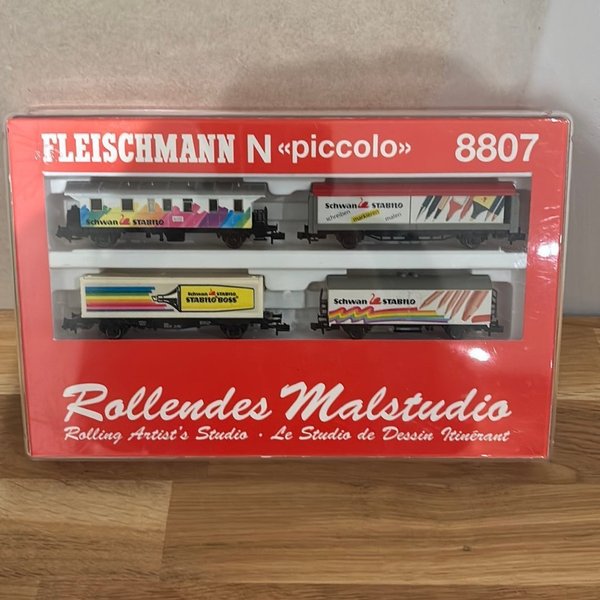 FLEISCHMANN N «piccolo» 8807
Schwan STABILO
Schwan STABILO
schreiben markieren malen
Schwan STABILO
STABILO BOSS
Schwan STABILO
Rollendes Malstudio
Rolling Artist's Studio · Le Studio de Dessin Itinérant